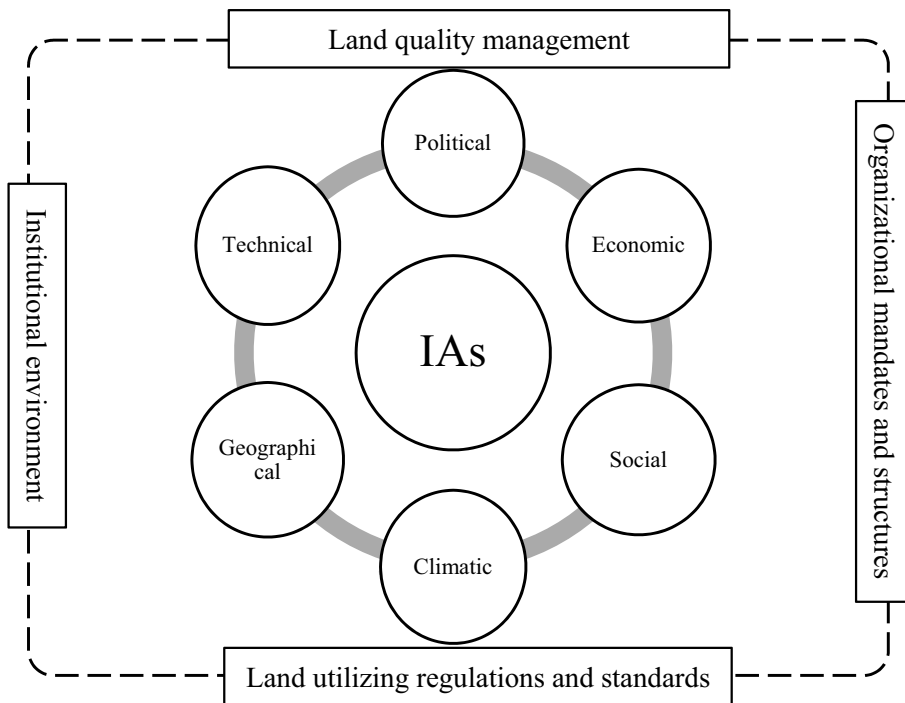 Land quality management
Political
Technical
Economic
Institutional environment
Organizational mandates and structures
IAs
Geographi
cal
Social
Climatic
Land utilizing regulations and standards